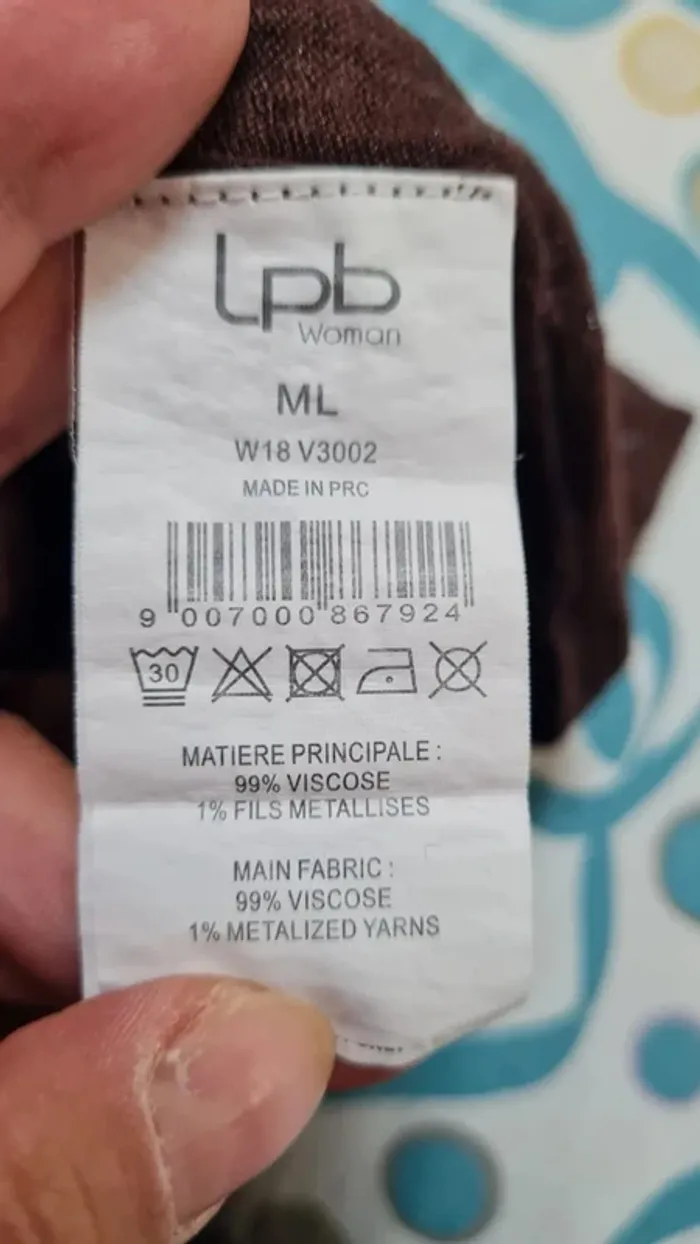 lpb
Woman
ML
W18 V3002
MADE IN PRC
9 007000 867924
30
MATIERE PRINCIPALE :
99% VISCOSE
1% FILS METALLISES
MAIN FABRIC :
99% VISCOSE
1% METALIZED YARNS